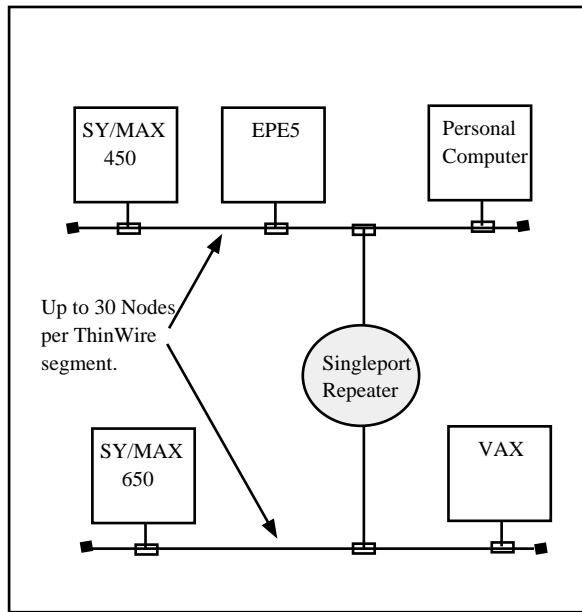 SY/MAX
450
EPE5
Personal
Computer
Up to 30 Nodes
per ThinWire
segment.
Singleport
Repeater
SY/MAX
650
VAX